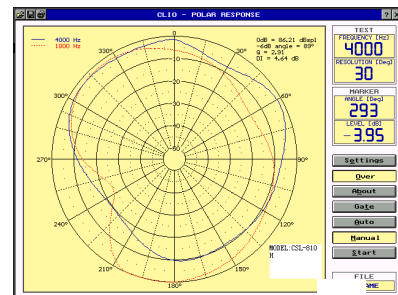 CLIO - POLAR RESPONSE
? x
4000 Hz
1000 Hz
0dB = 86.21 dBspl
-6dB angle = 89°
Q = 2.91
DI = 4.64 dB
0
330°
30°
-10
300°
60°
-20
-30
-40
-50
270°
90°
240°
120°
210°
150°
180°
MODEL:CSL-810
H
TEST
FREQUENCY [Hz]
4000
RESOLUTION [Deg]
30
MARKER
ANGLE [Deg]
293
LEVEL [dB]
-3.95
Settings
Over
About
Gate
Auto
Manual
Start
FILE